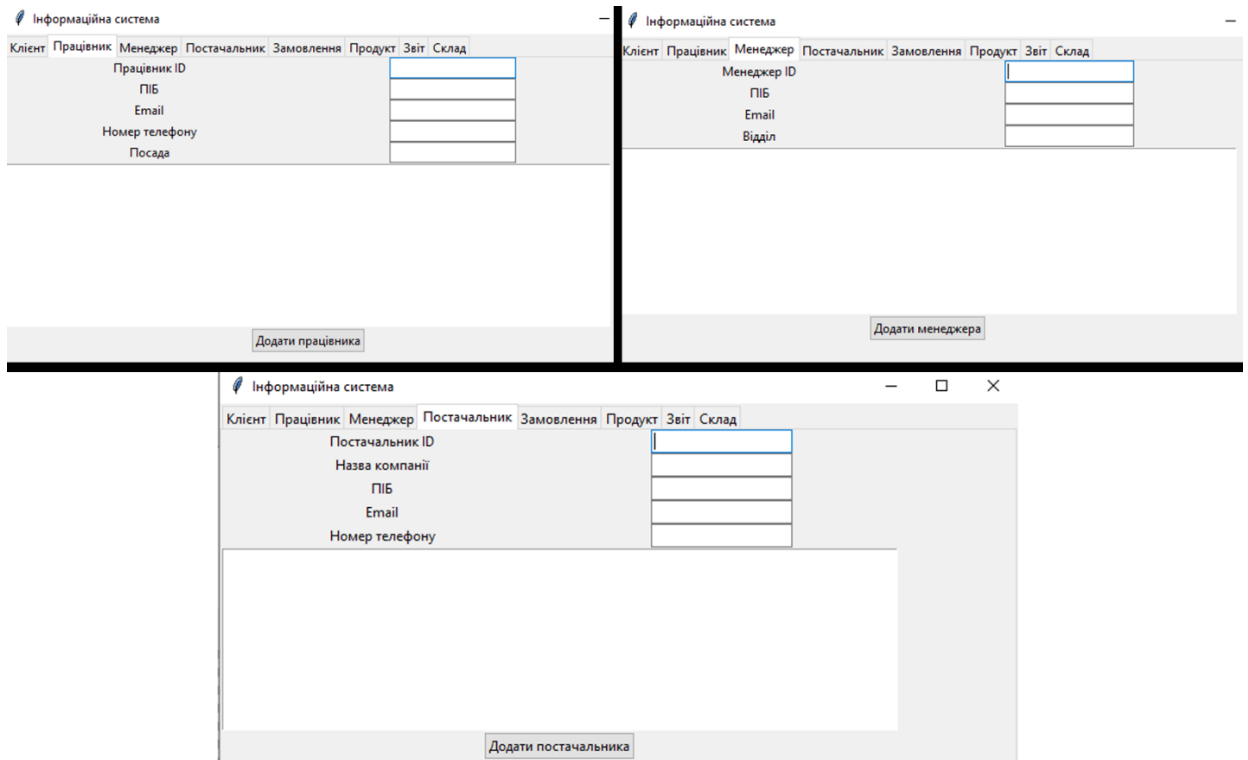 Інформаційна система
Клієнт Працівник Менеджер Постачальник Замовлення Продукт Звіт Склад
Працівник ID
ПІБ
Email
Номер телефону
Посада
Додати працівника
Інформаційна система
Клієнт Працівник Менеджер Постачальник Замовлення Продукт Звіт Склад
Менеджер ID
ПІБ
Email
Відділ
Додати менеджера
Інформаційна система
Клієнт Працівник Менеджер Постачальник Замовлення Продукт Звіт Склад
Постачальник ID
Назва компанії
ПІБ
Email
Номер телефону
Додати постачальника